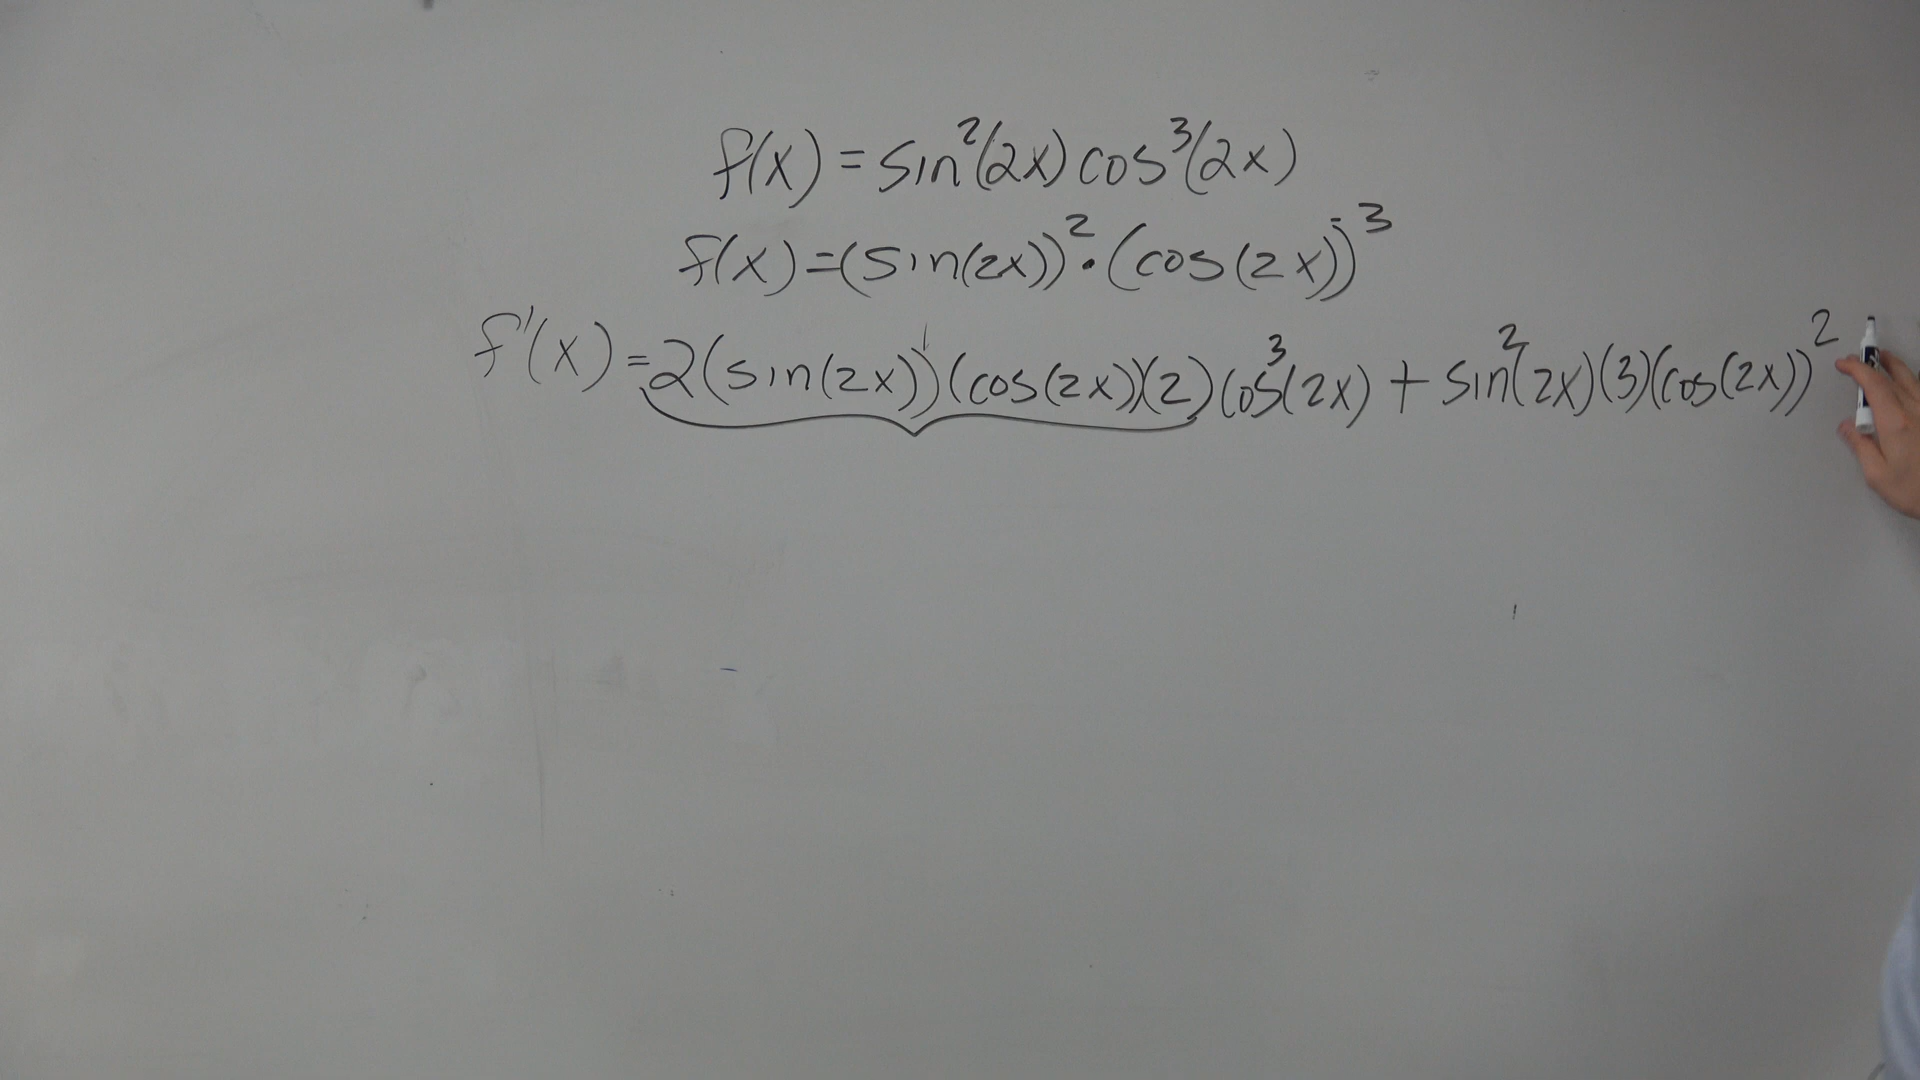 f(x) = sin²(2x) cos³(2x)
f(x) = (sin(2x))² · (cos(2x))³
f'(x) = 2(sin(2x))¹(cos(2x))(2) cos³(2x) + sin²(2x)(3)(cos(2x))²